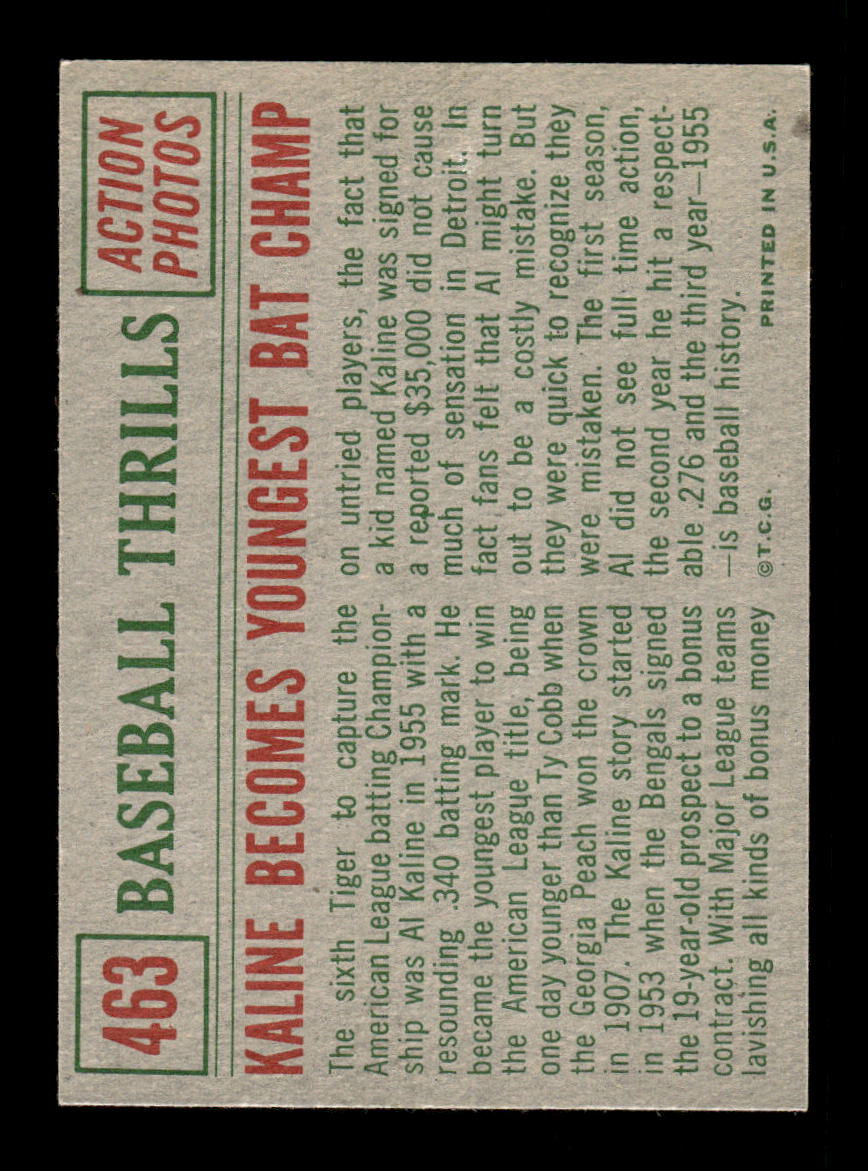 463
BASEBALL THRILLS
ACTION
PHOTOS
KALINE BECOMES YOUNGEST BAT CHAMP
The sixth Tiger to capture the
American League batting Champion-
ship was Al Kaline in 1955 with a
resounding .340 batting mark. He
became the youngest player to win
the American League title, being
one day younger than Ty Cobb when
the Georgia Peach won the crown
in 1907. The Kaline story started
in 1953 when the Bengals signed
the 19-year-old prospect to a bonus
contract. With Major League teams
lavishing all kinds of bonus money
on untried players, the fact that
a kid named Kaline was signed for
a reported $35,000 did not cause
much of sensation in Detroit. In
fact fans felt that Al might turn
out to be a costly mistake. But
they were quick to recognize they
were mistaken. The first season,
Al did not see full time action,
the second year he hit a respect-
able .276 and the third year—1955
—is baseball history.
©T.C.G. PRINTED IN U.S.A.